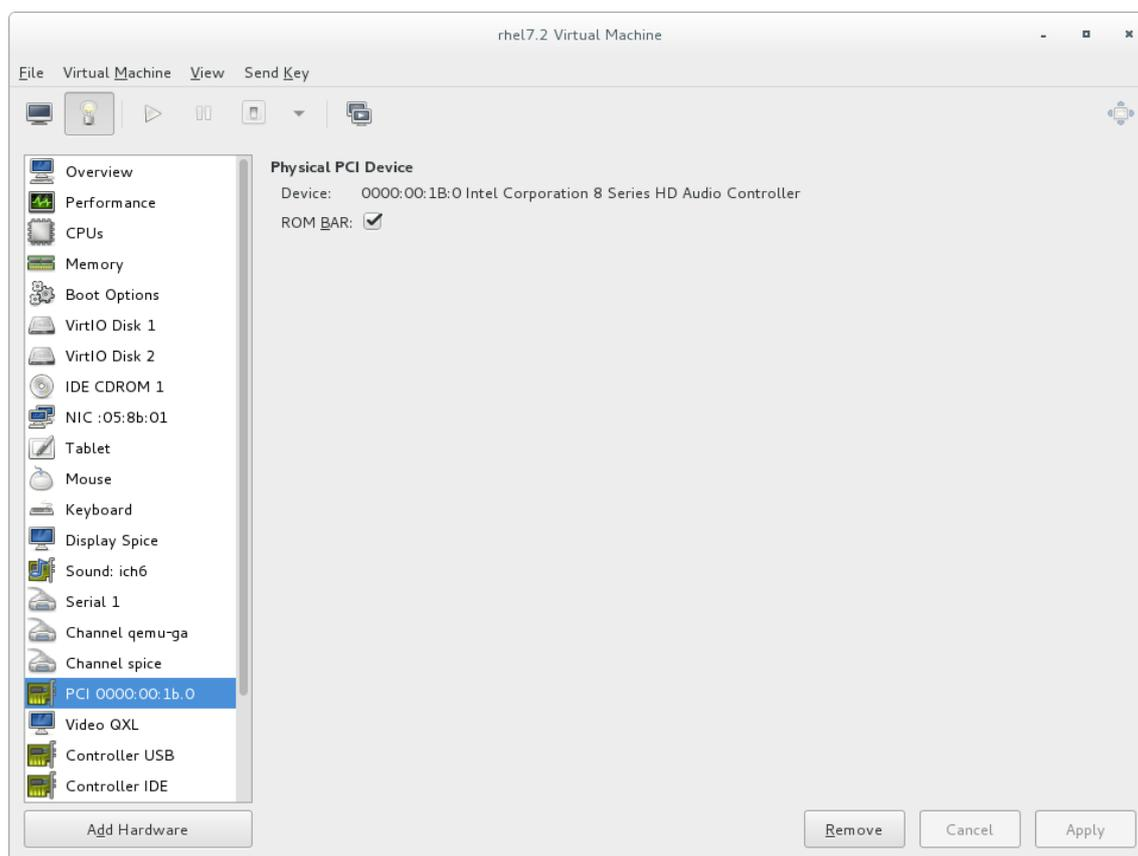 rhel7.2 Virtual Machine
File Virtual Machine View Send Key
Overview
Performance
CPUs
Memory
Boot Options
VirtIO Disk 1
VirtIO Disk 2
IDE CDROM 1
NIC :05:8b:01
Tablet
Mouse
Keyboard
Display Spice
Sound: ich6
Serial 1
Channel qemu-ga
Channel spice
PCI 0000:00:1b.0
Video QXL
Controller USB
Controller IDE
Add Hardware
Physical PCI Device
Device: 0000:00:1B:0 Intel Corporation 8 Series HD Audio Controller
ROM BAR:
Remove Cancel Apply